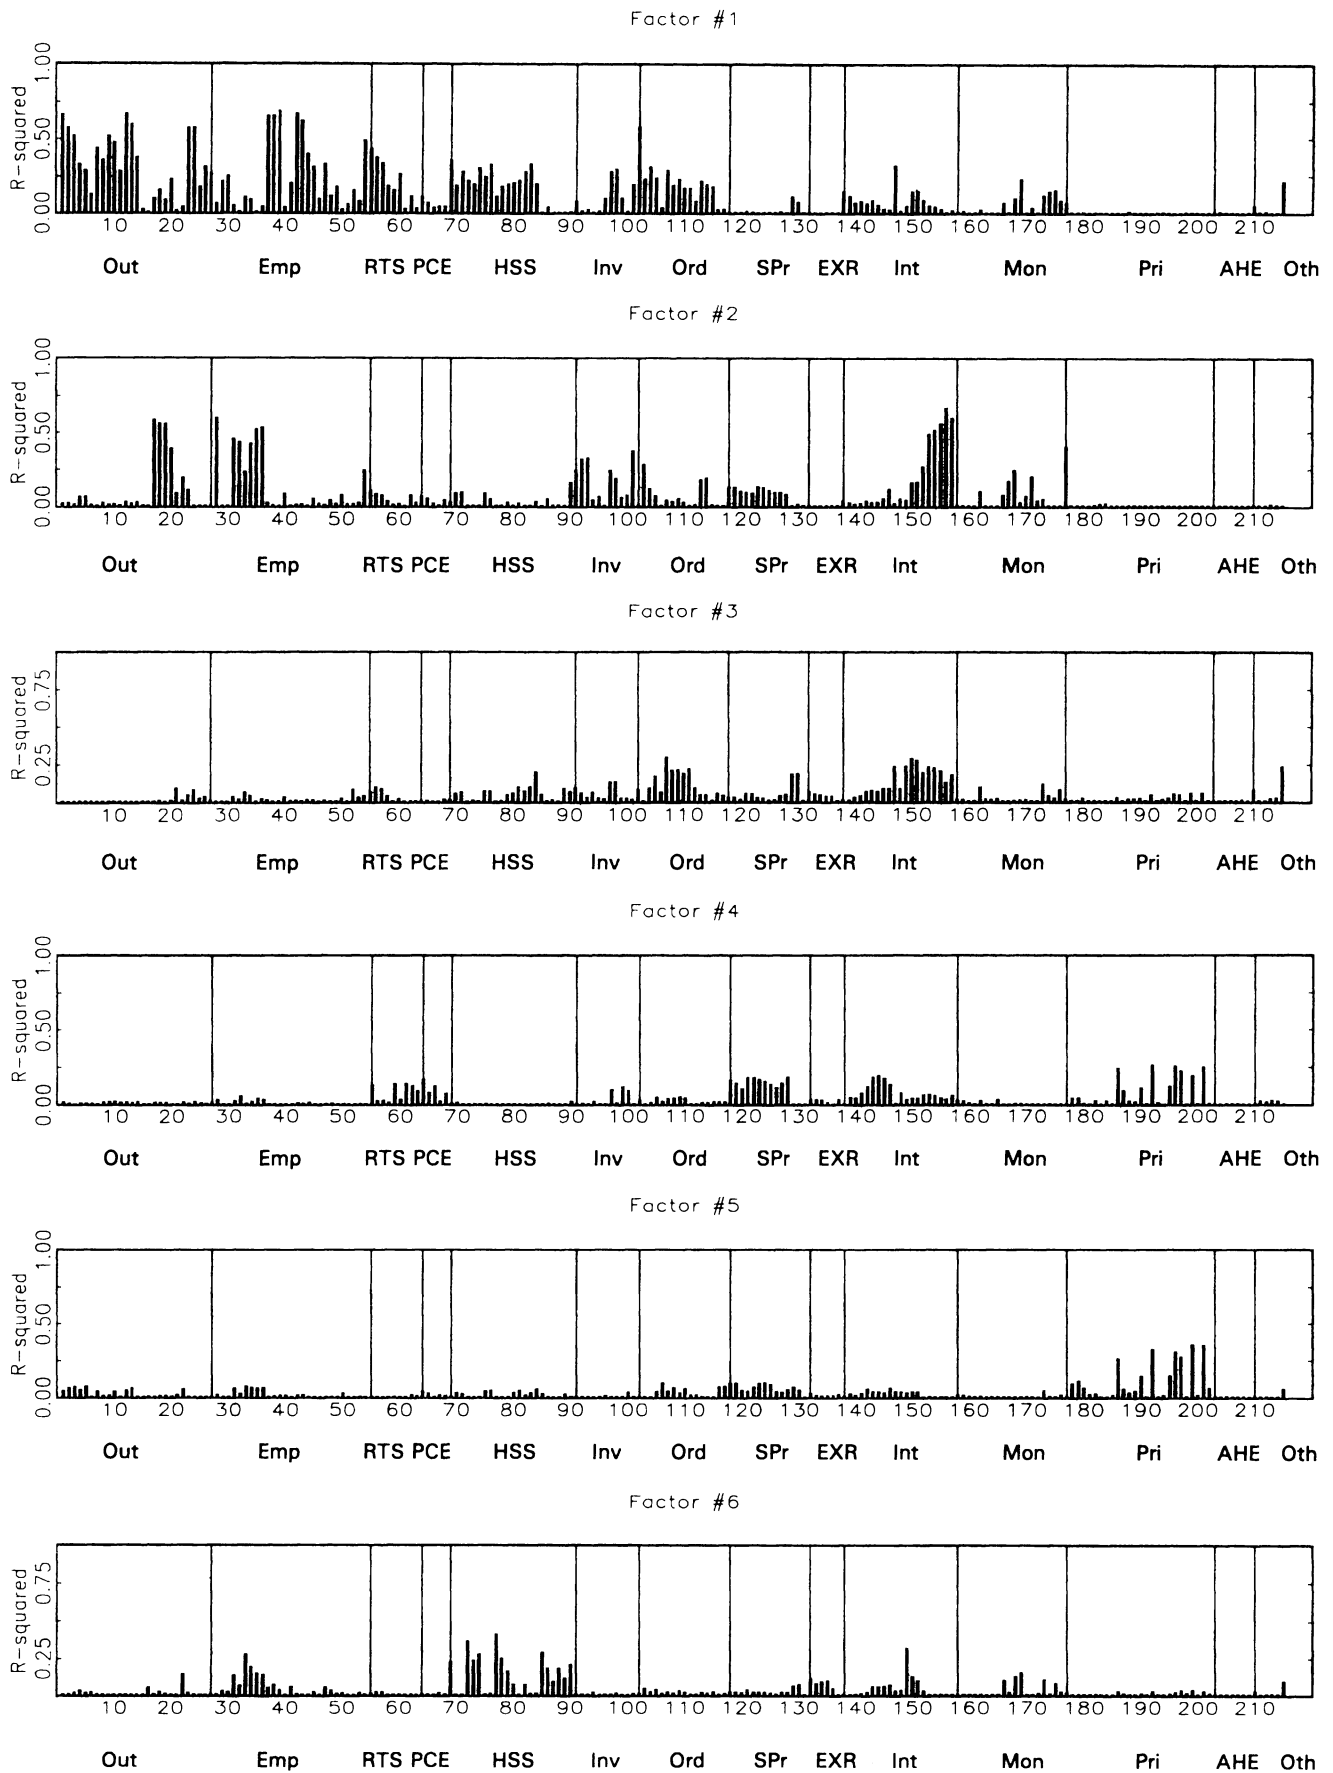 Factor #1
R-squared
0.00 0.50 1.00
10 20 30 40 50 60 70 80 90 100 110 120 130 140 150 160 170 180 190 200 210
Out Emp RTS PCE HSS Inv Ord SPr EXR Int Mon Pri AHE Oth
Factor #2
R-squared
0.00 0.50 1.00
10 20 30 40 50 60 70 80 90 100 110 120 130 140 150 160 170 180 190 200 210
Out Emp RTS PCE HSS Inv Ord SPr EXR Int Mon Pri AHE Oth
Factor #3
R-squared
0.25 0.75
10 20 30 40 50 60 70 80 90 100 110 120 130 140 150 160 170 180 190 200 210
Out Emp RTS PCE HSS Inv Ord SPr EXR Int Mon Pri AHE Oth
Factor #4
R-squared
0.00 0.50 1.00
10 20 30 40 50 60 70 80 90 100 110 120 130 140 150 160 170 180 190 200 210
Out Emp RTS PCE HSS Inv Ord SPr EXR Int Mon Pri AHE Oth
Factor #5
R-squared
0.00 0.50 1.00
10 20 30 40 50 60 70 80 90 100 110 120 130 140 150 160 170 180 190 200 210
Out Emp RTS PCE HSS Inv Ord SPr EXR Int Mon Pri AHE Oth
Factor #6
R-squared
0.25 0.75
10 20 30 40 50 60 70 80 90 100 110 120 130 140 150 160 170 180 190 200 210
Out Emp RTS PCE HSS Inv Ord SPr EXR Int Mon Pri AHE Oth